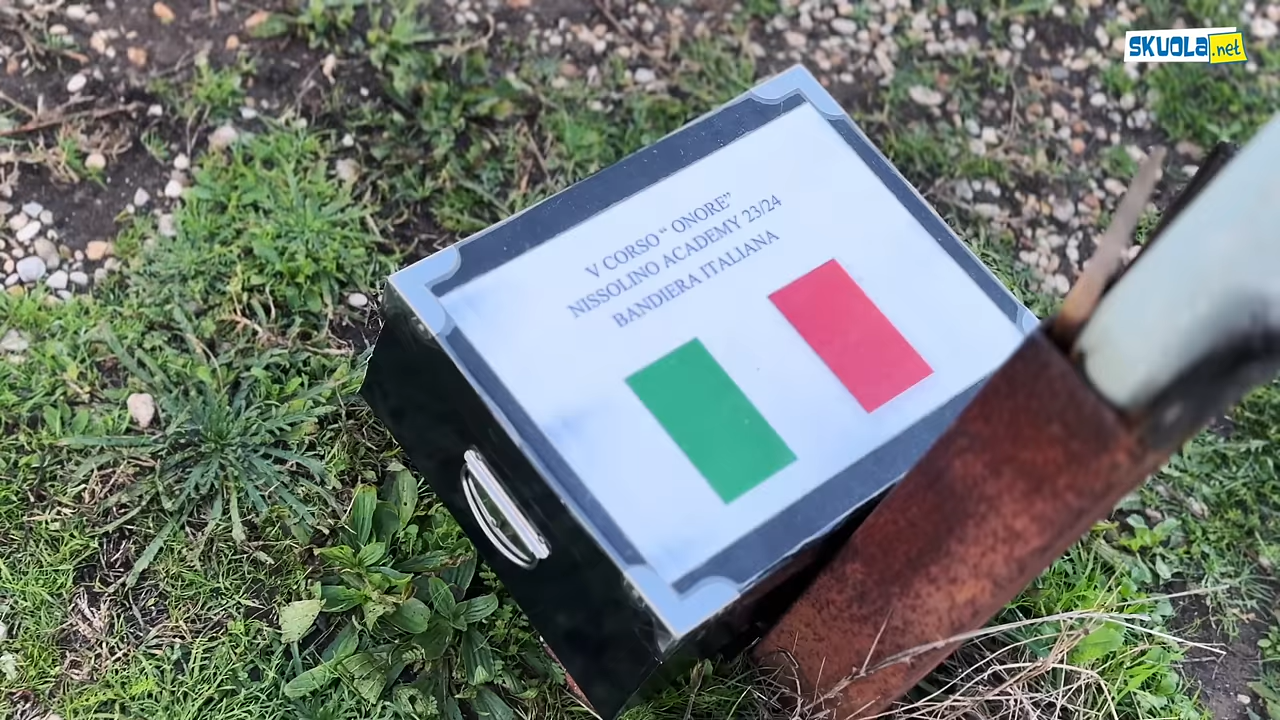 SKUOLA.net
V CORSO “ ONORE”
NISSOLINO ACADEMY 23/24
BANDIERA ITALIANA